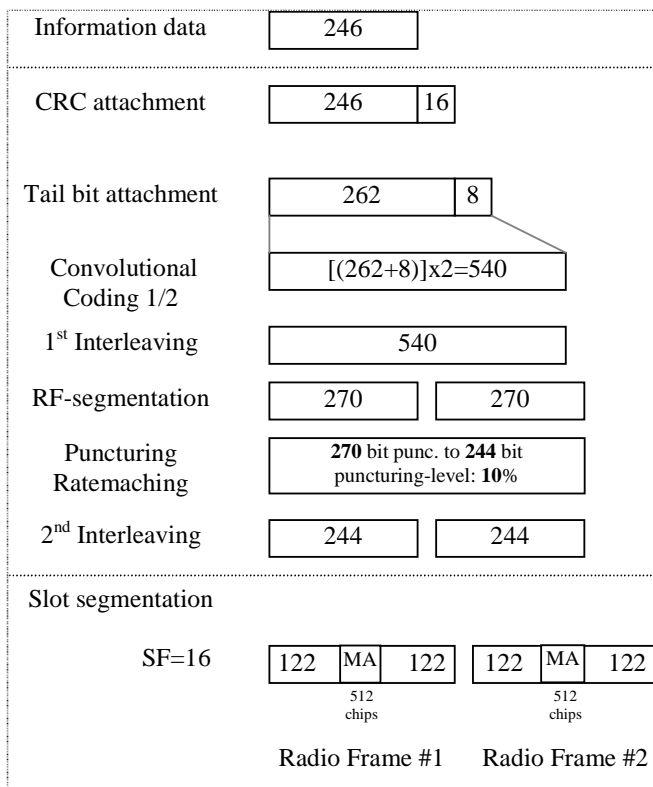 Information data 246
CRC attachment 246 16
Tail bit attachment 262 8
Convolutional [(262+8)]x2=540
Coding 1/2
1st Interleaving 540
RF-segmentation 270 270
Puncturing 270 bit punc. to 244 bit
Ratemaching puncturing-level: 10%
2nd Interleaving 244 244
Slot segmentation
SF=16 122 MA 122 122 MA 122
512 512
chips chips
Radio Frame #1 Radio Frame #2